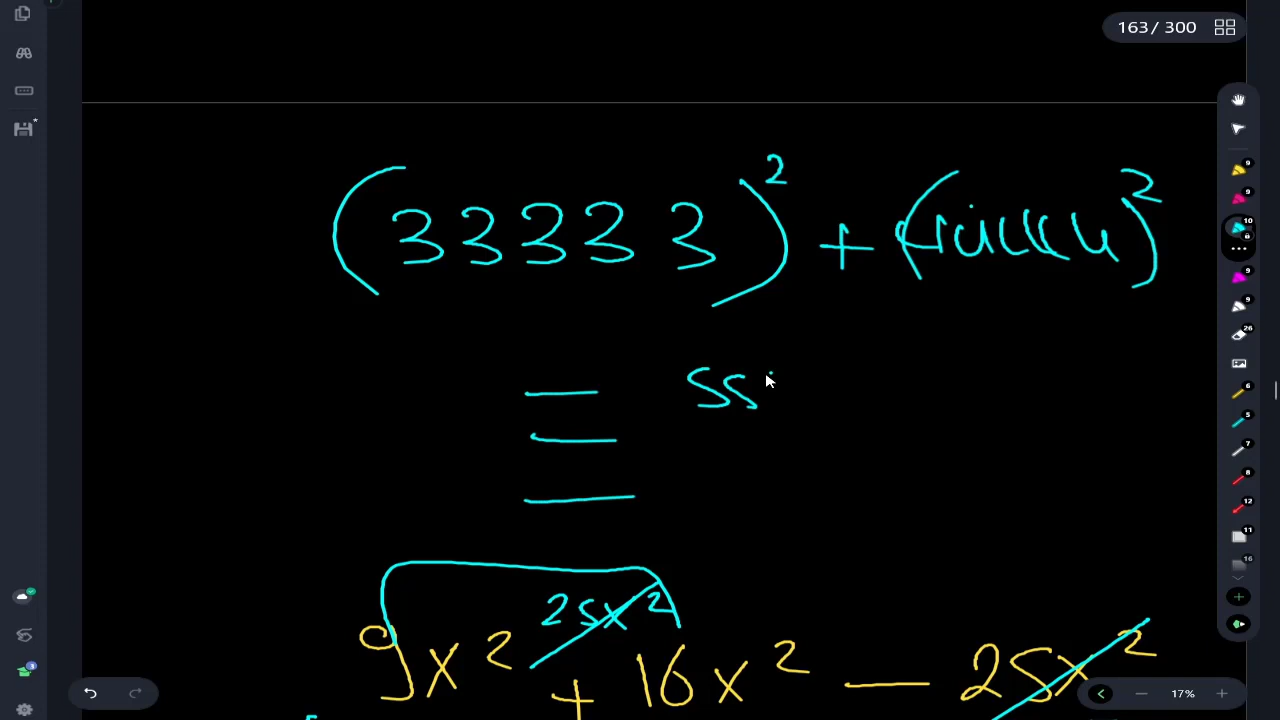 163 / 300
(33333)² + (44444)²
= 55
25x²
9x² + 16x² — 25x²
17%